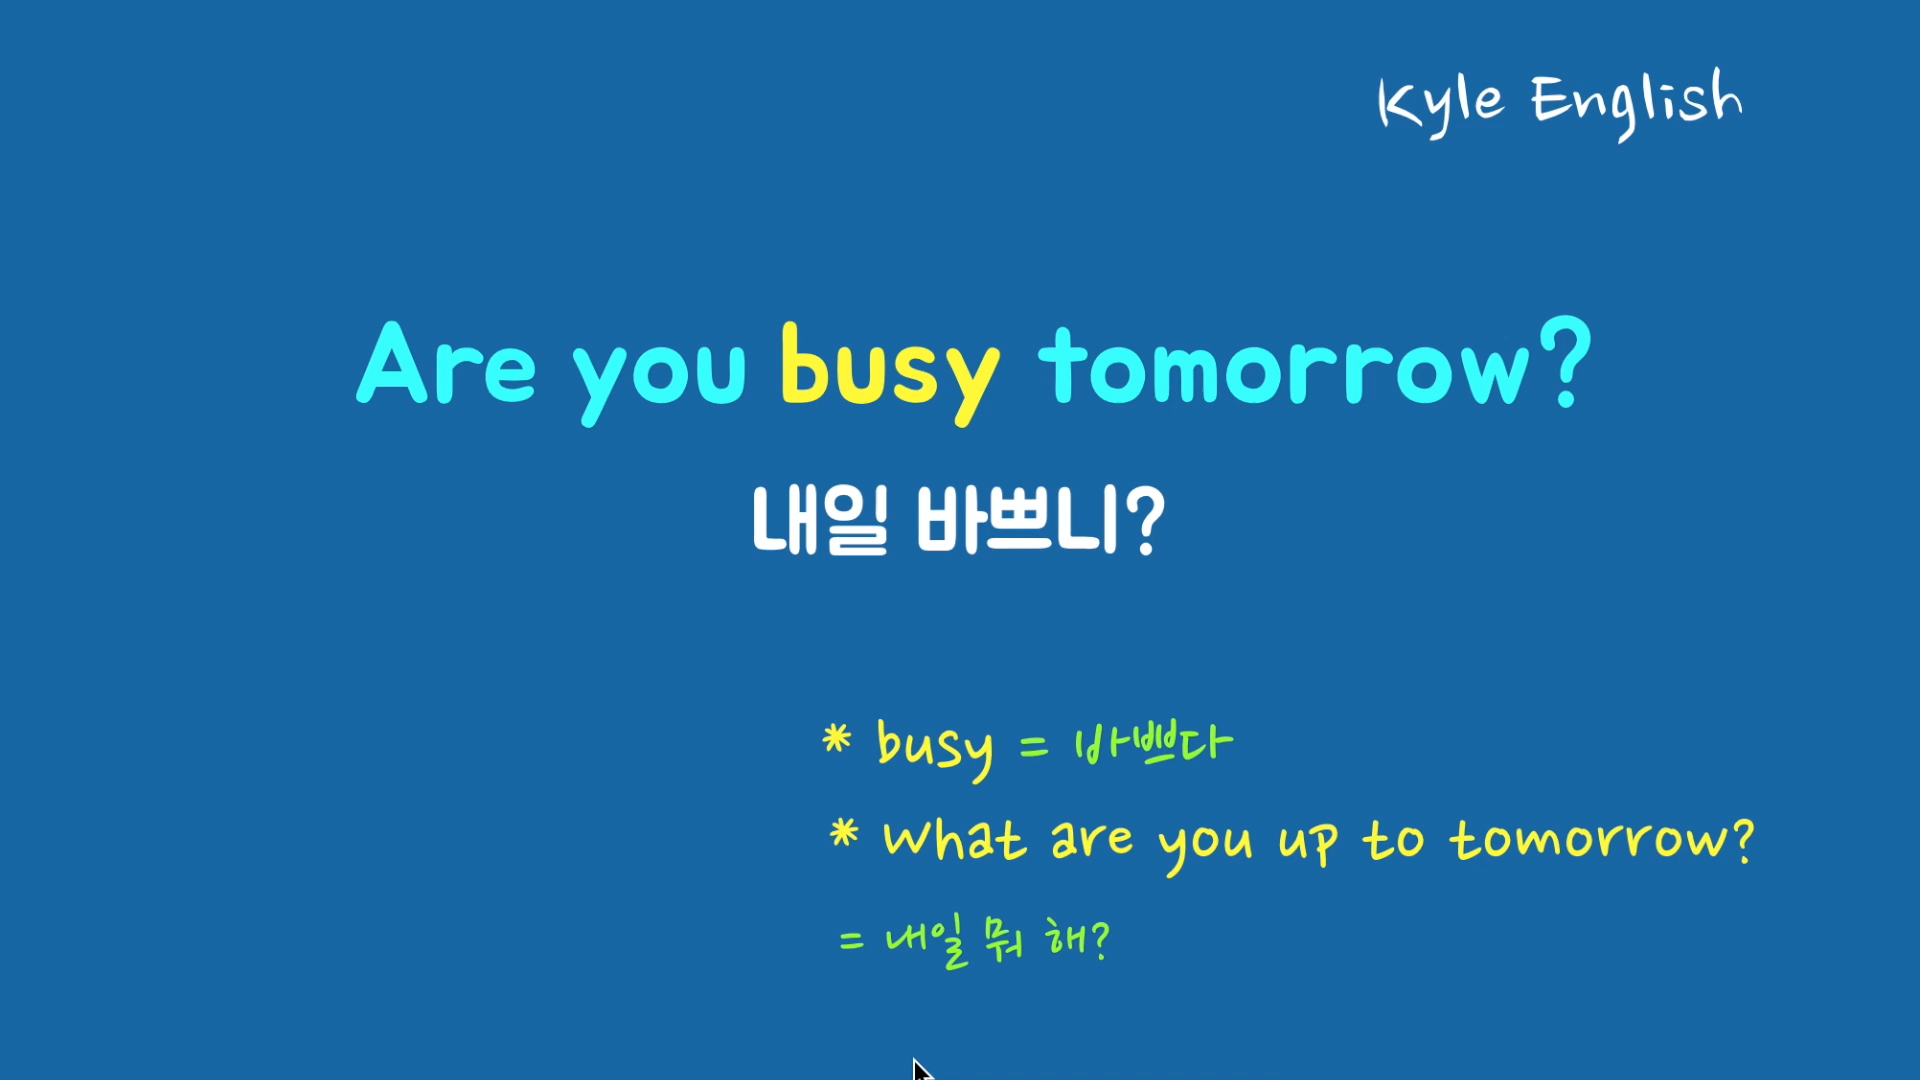 Kyle English
Are you busy tomorrow?
내일 바쁘니?
* busy = 바쁘다
* what are you up to tomorrow?
= 내일 뭐 해?